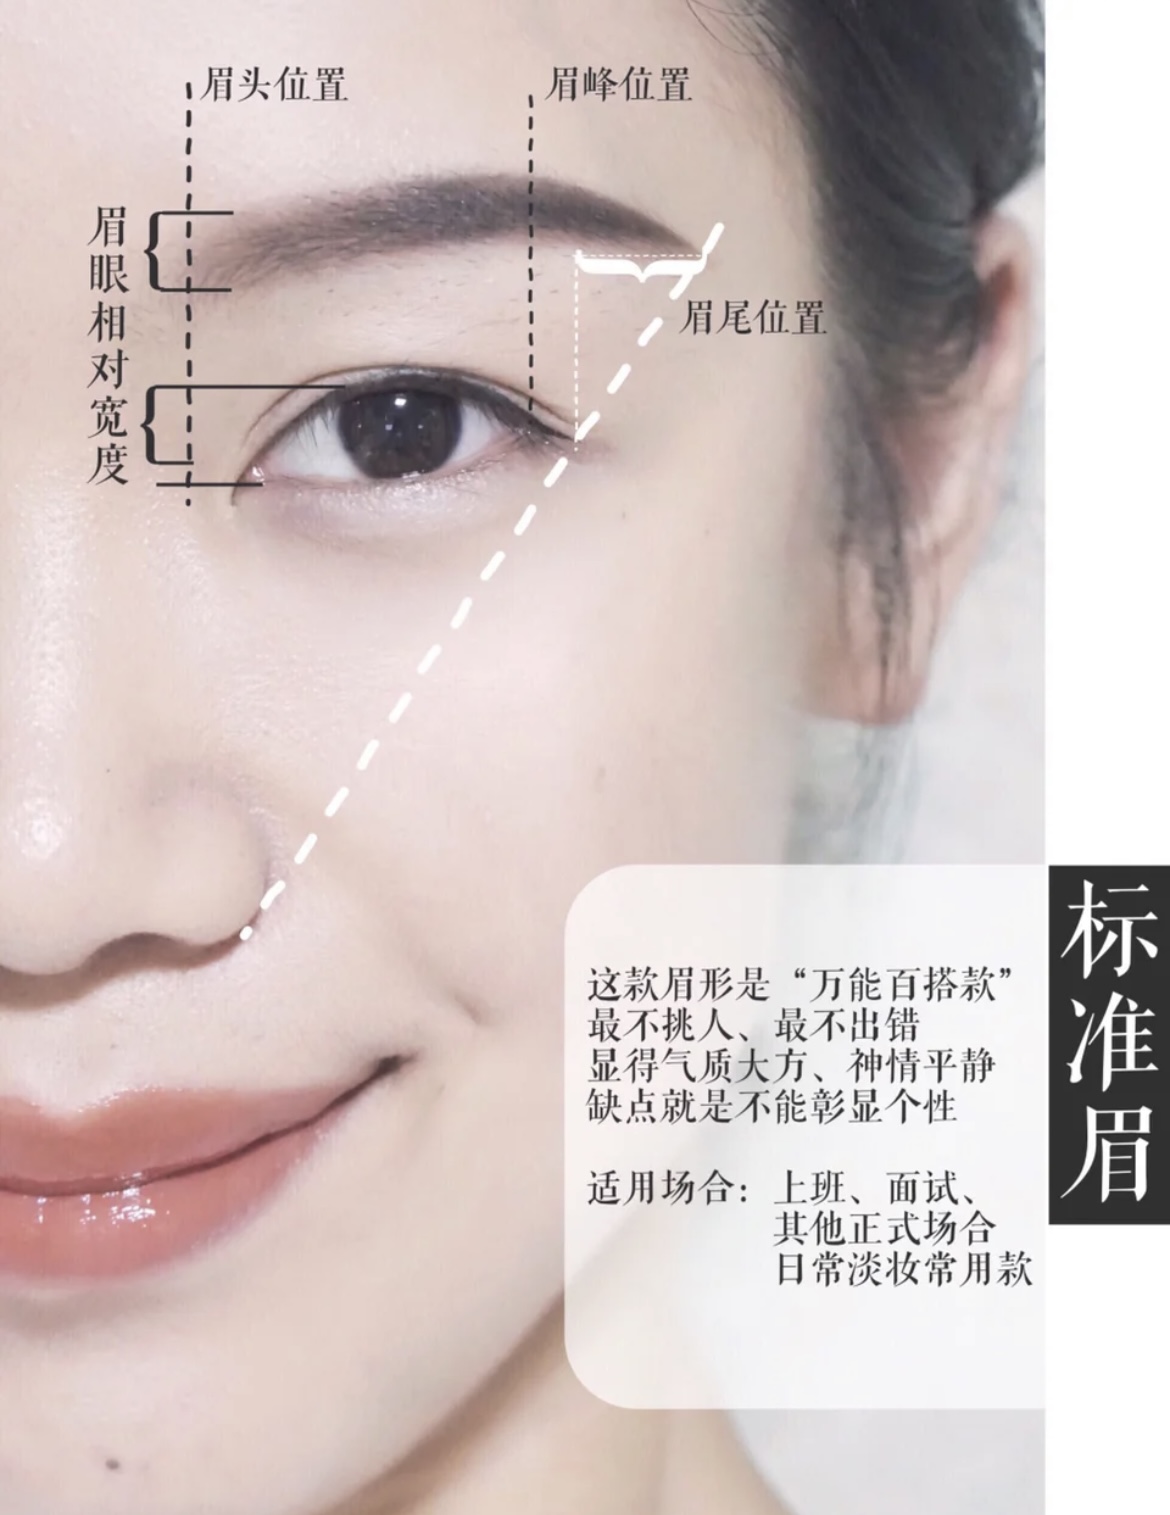 眉头位置
眉峰位置
眉眼相对宽度
眉尾位置
标准眉
这款眉形是“万能百搭款”
最不挑人、最不出错
显得气质大方、神情平静
缺点就是不能彰显个性
适用场合：上班、面试、
其他正式场合
日常淡妆常用款